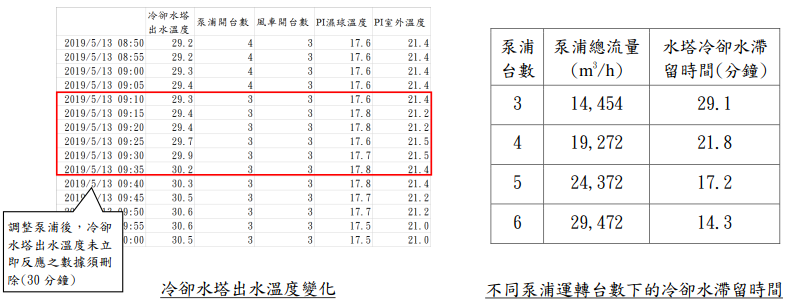 冷卻水塔出水溫度 泵浦開台數 風車開台數 PI濕球溫度 PI室外溫度
2019/5/13 08:50 29.2 4 3 17.6 21.4
2019/5/13 08:55 29.2 4 3 17.6 21.4
2019/5/13 09:00 29.3 4 3 17.6 21.4
2019/5/13 09:05 29.4 4 3 17.6 21.4
2019/5/13 09:10 29.3 3 3 17.6 21.4
2019/5/13 09:15 29.4 3 3 17.8 21.2
2019/5/13 09:20 29.4 3 3 17.8 21.2
2019/5/13 09:25 29.7 3 3 17.6 21.5
2019/5/13 09:30 29.9 3 3 17.7 21.5
2019/5/13 09:35 30.2 3 3 17.8 21.4
2019/5/13 09:40 30.3 3 3 17.8 21.4
2019/5/13 09:45 30.5 3 3 17.7 21.2
09:50 30.6 3 3 17.7 21.2
09:55 30.6 3 3 17.5 21.0
0:00 30.5 3 3 17.5 21.0
調整泵浦後，冷卻
水塔出水溫度未立
即反應之數據須刪
除(30分鐘)
冷卻水塔出水溫度變化
泵浦台數 泵浦總流量(m³/h) 水塔冷卻水滯留時間(分鐘)
3 14,454 29.1
4 19,272 21.8
5 24,372 17.2
6 29,472 14.3
不同泵浦運轉台數下的冷卻水滯留時間